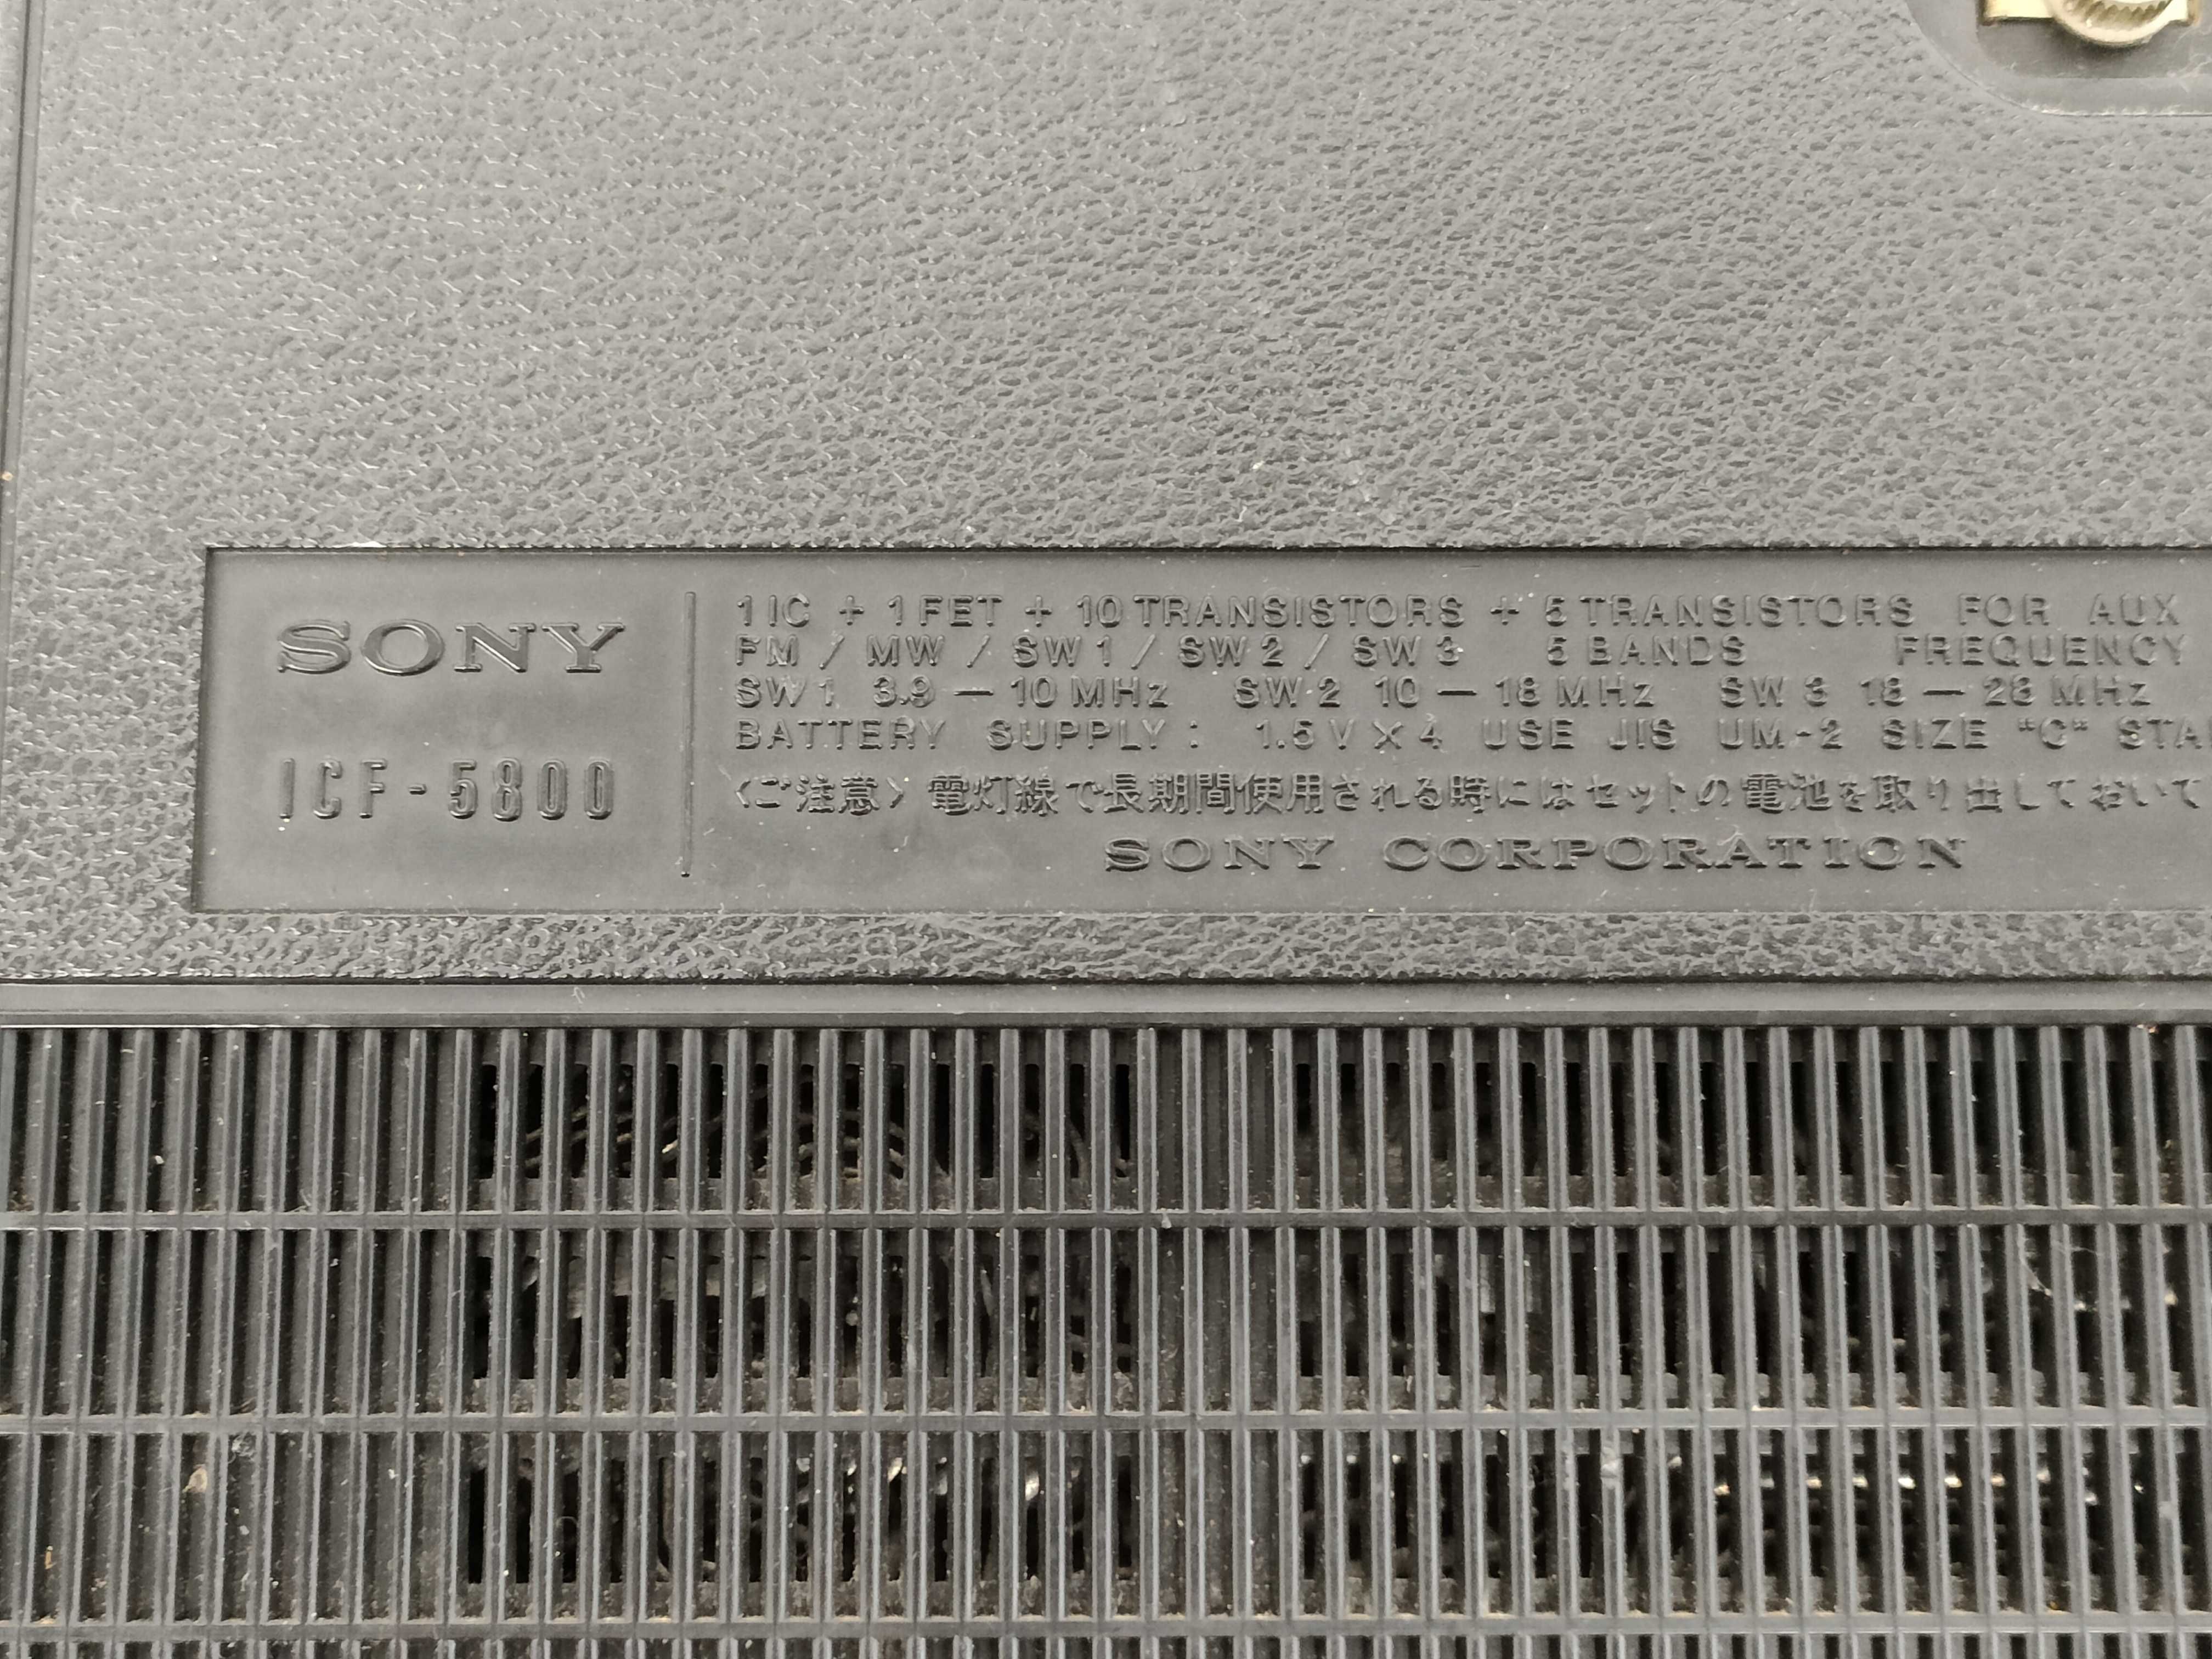 SONY
ICF-5800
1 IC + 1 FET + 10 TRANSISTORS + 5 TRANSISTORS FOR AUX
FM / MW / SW 1 / SW 2 / SW 3 5 BANDS FREQUENCY
SW 1 3.9 — 10 MHz SW 2 10 — 18 MHz SW 3 18 — 28 MHz
BATTERY SUPPLY : 1.5 V X 4 USE JIS UM-2 SIZE "C"
〈ご注意〉電灯線で長期間使用される時にはセットの電池を取り出しておいて
SONY CORPORATION